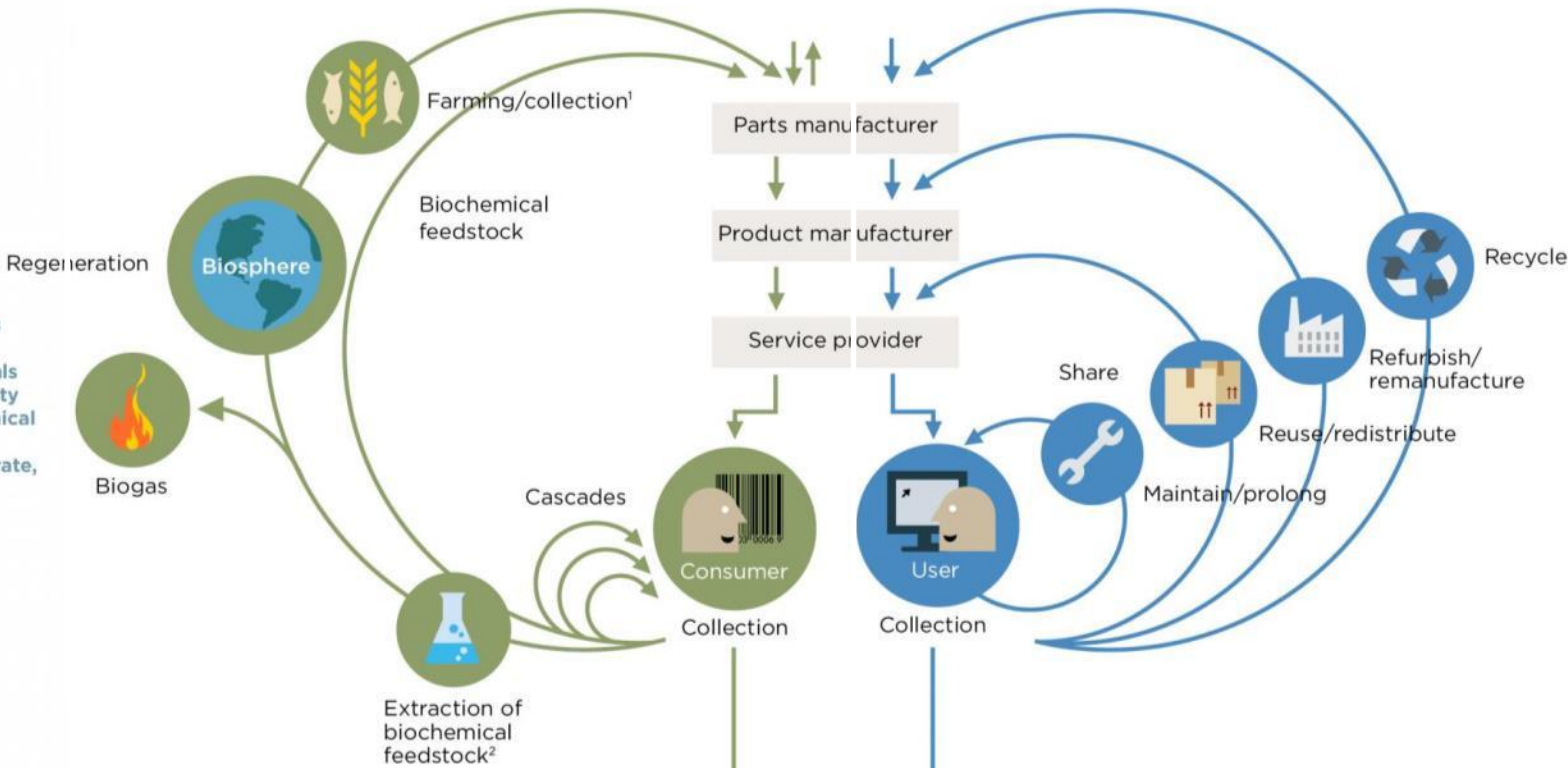 Farming/collection¹
Parts manufacturer
Biochemical
feedstock
Product manufacturer
Regeneration
Biosphere
Recycle
Service provider
Refurbish/
remanufacture
Share
Reuse/redistribute
Biogas
Cascades
Maintain/prolong
Consumer
User
Collection
Collection
Extraction of
biochemical
feedstock²